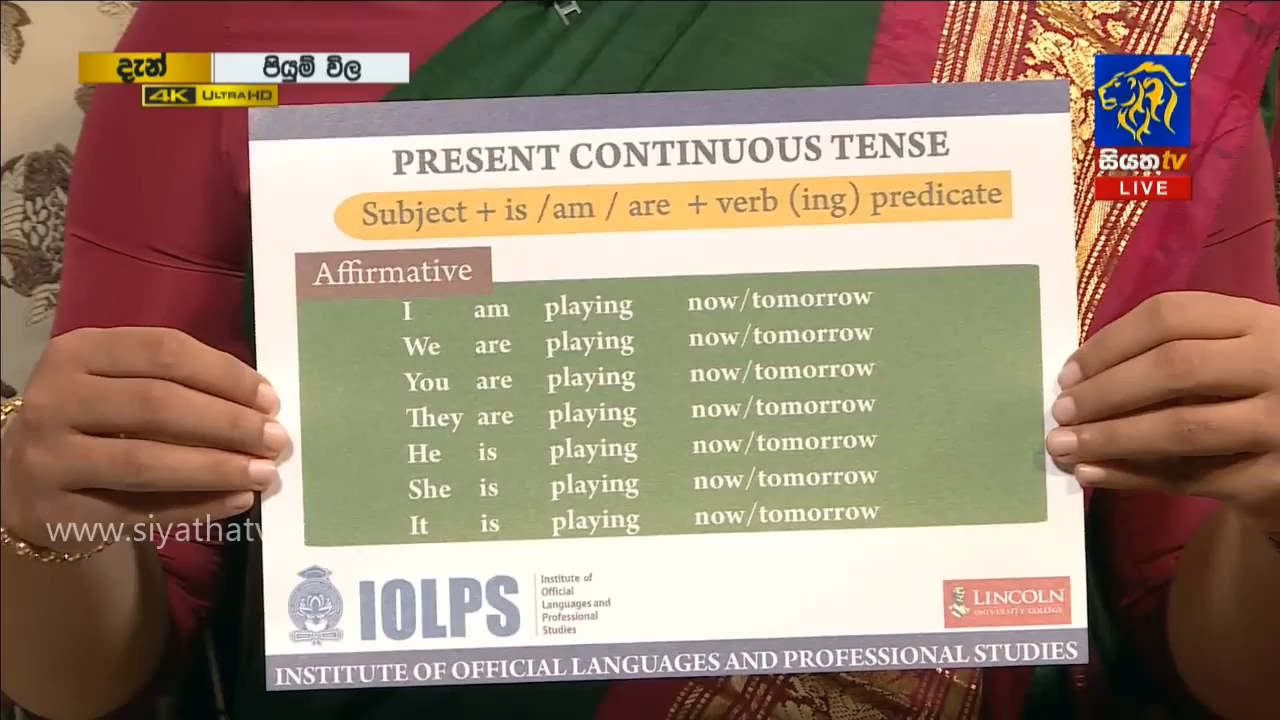 දැන් පියුම් විල
4K ULTRA HD
සියත tv
LIVE
PRESENT CONTINUOUS TENSE
Subject + is /am / are + verb (ing) predicate
Affirmative
I am playing now/tomorrow
We are playing now/tomorrow
You are playing now/tomorrow
They are playing now/tomorrow
He is playing now/tomorrow
She is playing now/tomorrow
It is playing now/tomorrow
www.siyathatv
IOLPS
Institute of
Official
Languages and
Professional
Studies
LINCOLN
UNIVERSITY COLLEGE
INSTITUTE OF OFFICIAL LANGUAGES AND PROFESSIONAL STUDIES